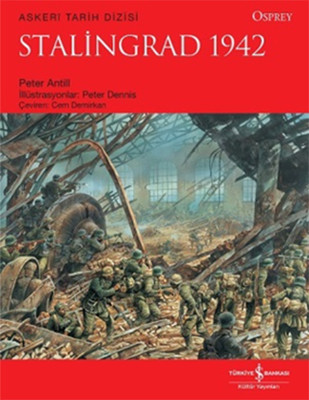 ASKERİ TARİH DİZİSİ
OSPREY
STALİNGRAD 1942
Peter Antill
İllüstrasyonlar: Peter Dennis
Çeviren: Cem Demirkan
TÜRKİYE İŞ BANKASI
Kültür Yayınları